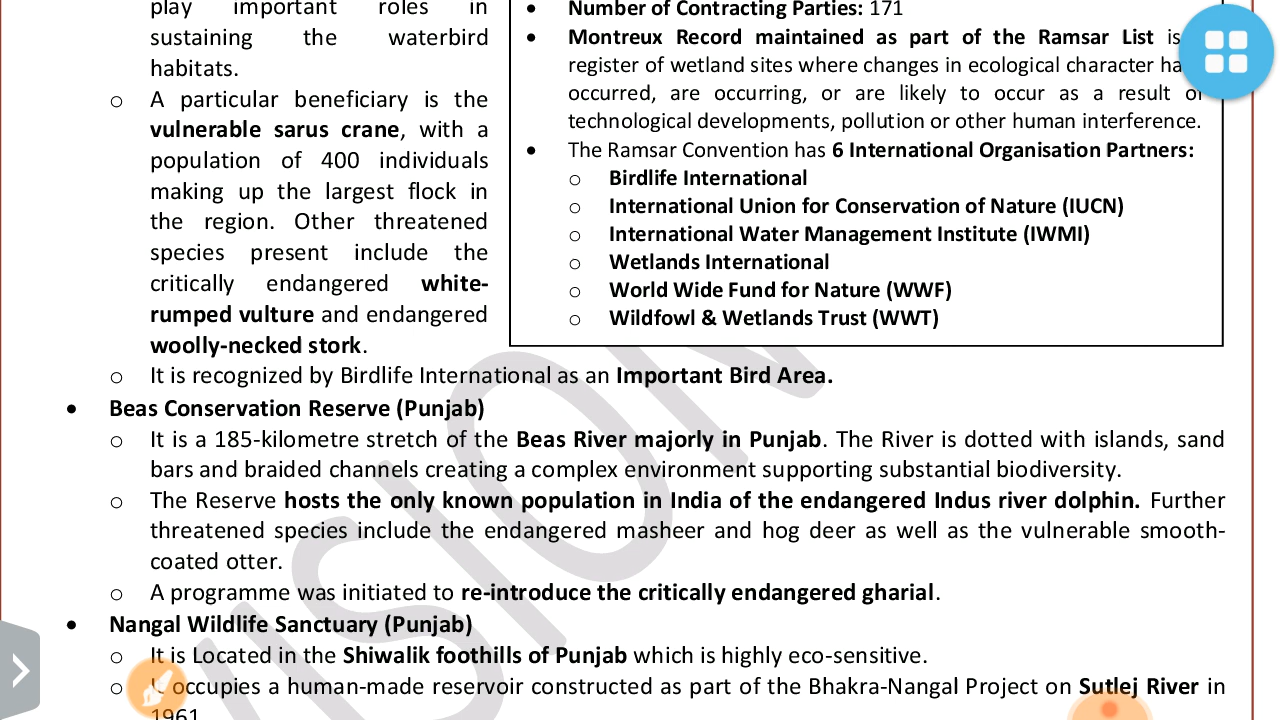 play important roles in
sustaining the waterbird
habitats.
o A particular beneficiary is the
vulnerable sarus crane, with a
population of 400 individuals
making up the largest flock in
the region. Other threatened
species present include the
critically endangered white-
rumped vulture and endangered
woolly-necked stork.
• Number of Contracting Parties: 171
• Montreux Record maintained as part of the Ramsar List is
register of wetland sites where changes in ecological character
occurred, are occurring, or are likely to occur as a result of
technological developments, pollution or other human interference.
• The Ramsar Convention has 6 International Organisation Partners:
o Birdlife International
o International Union for Conservation of Nature (IUCN)
o International Water Management Institute (IWMI)
o Wetlands International
o World Wide Fund for Nature (WWF)
o Wildfowl & Wetlands Trust (WWT)
o It is recognized by Birdlife International as an Important Bird Area.
• Beas Conservation Reserve (Punjab)
o It is a 185-kilometre stretch of the Beas River majorly in Punjab. The River is dotted with islands, sand
bars and braided channels creating a complex environment supporting substantial biodiversity.
o The Reserve hosts the only known population in India of the endangered Indus river dolphin. Further
threatened species include the endangered masheer and hog deer as well as the vulnerable smooth-
coated otter.
o A programme was initiated to re-introduce the critically endangered gharial.
• Nangal Wildlife Sanctuary (Punjab)
o It is Located in the Shiwalik foothills of Punjab which is highly eco-sensitive.
o occupies a human-made reservoir constructed as part of the Bhakra-Nangal Project on Sutlej River in
1961